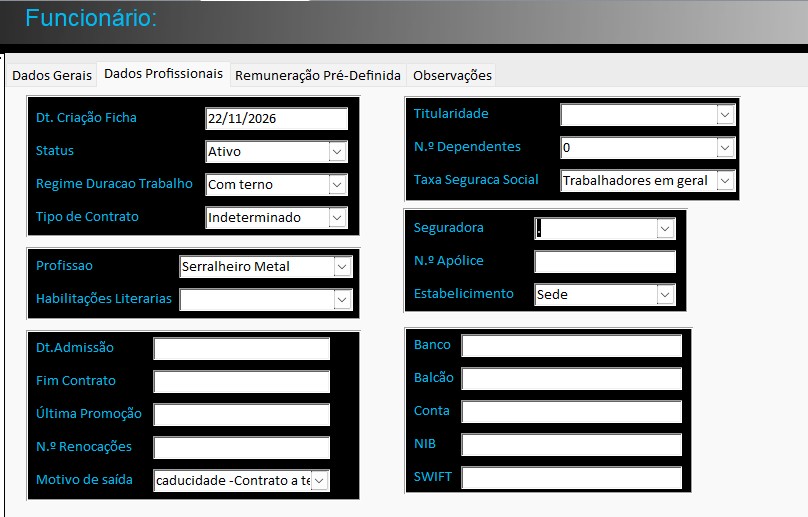 Funcionário:
Dados Gerais Dados Profissionais Remuneração Pré-Definida Observações
Dt. Criação Ficha 22/11/2026
Status Ativo
Regime Duracao Trabalho Com terno
Tipo de Contrato Indeterminado
Profissao Serralheiro Metal
Habilitações Literarias
Dt.Admissão
Fim Contrato
Última Promoção
N.º Renocações
Motivo de saída caducidade -Contrato a te
Titularidade
N.º Dependentes 0
Taxa Seguraca Social Trabalhadores em geral
Seguradora .
N.º Apólice
Estabelicimento Sede
Banco
Balcão
Conta
NIB
SWIFT